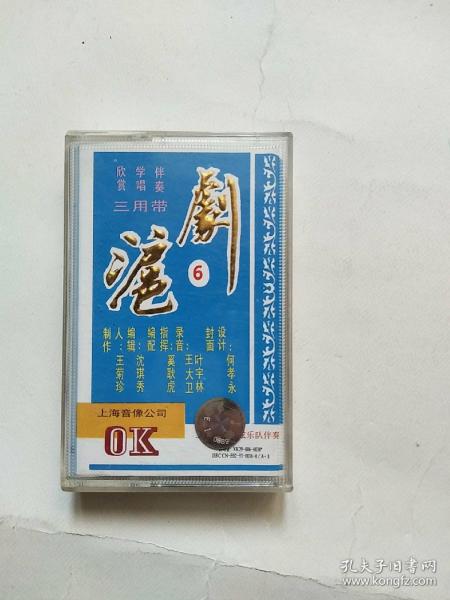 欣赏 学唱 伴奏
三用带
滬劇
6
制作人： 编辑： 编配 指挥： 录音： 封面 设计：
王菊珍 沈琪秀 奚耿虎 王大卫 叶宇林 何孝永
上海音像公司
OK
乐队伴奏
孔夫子旧书网
www.kongfz.com